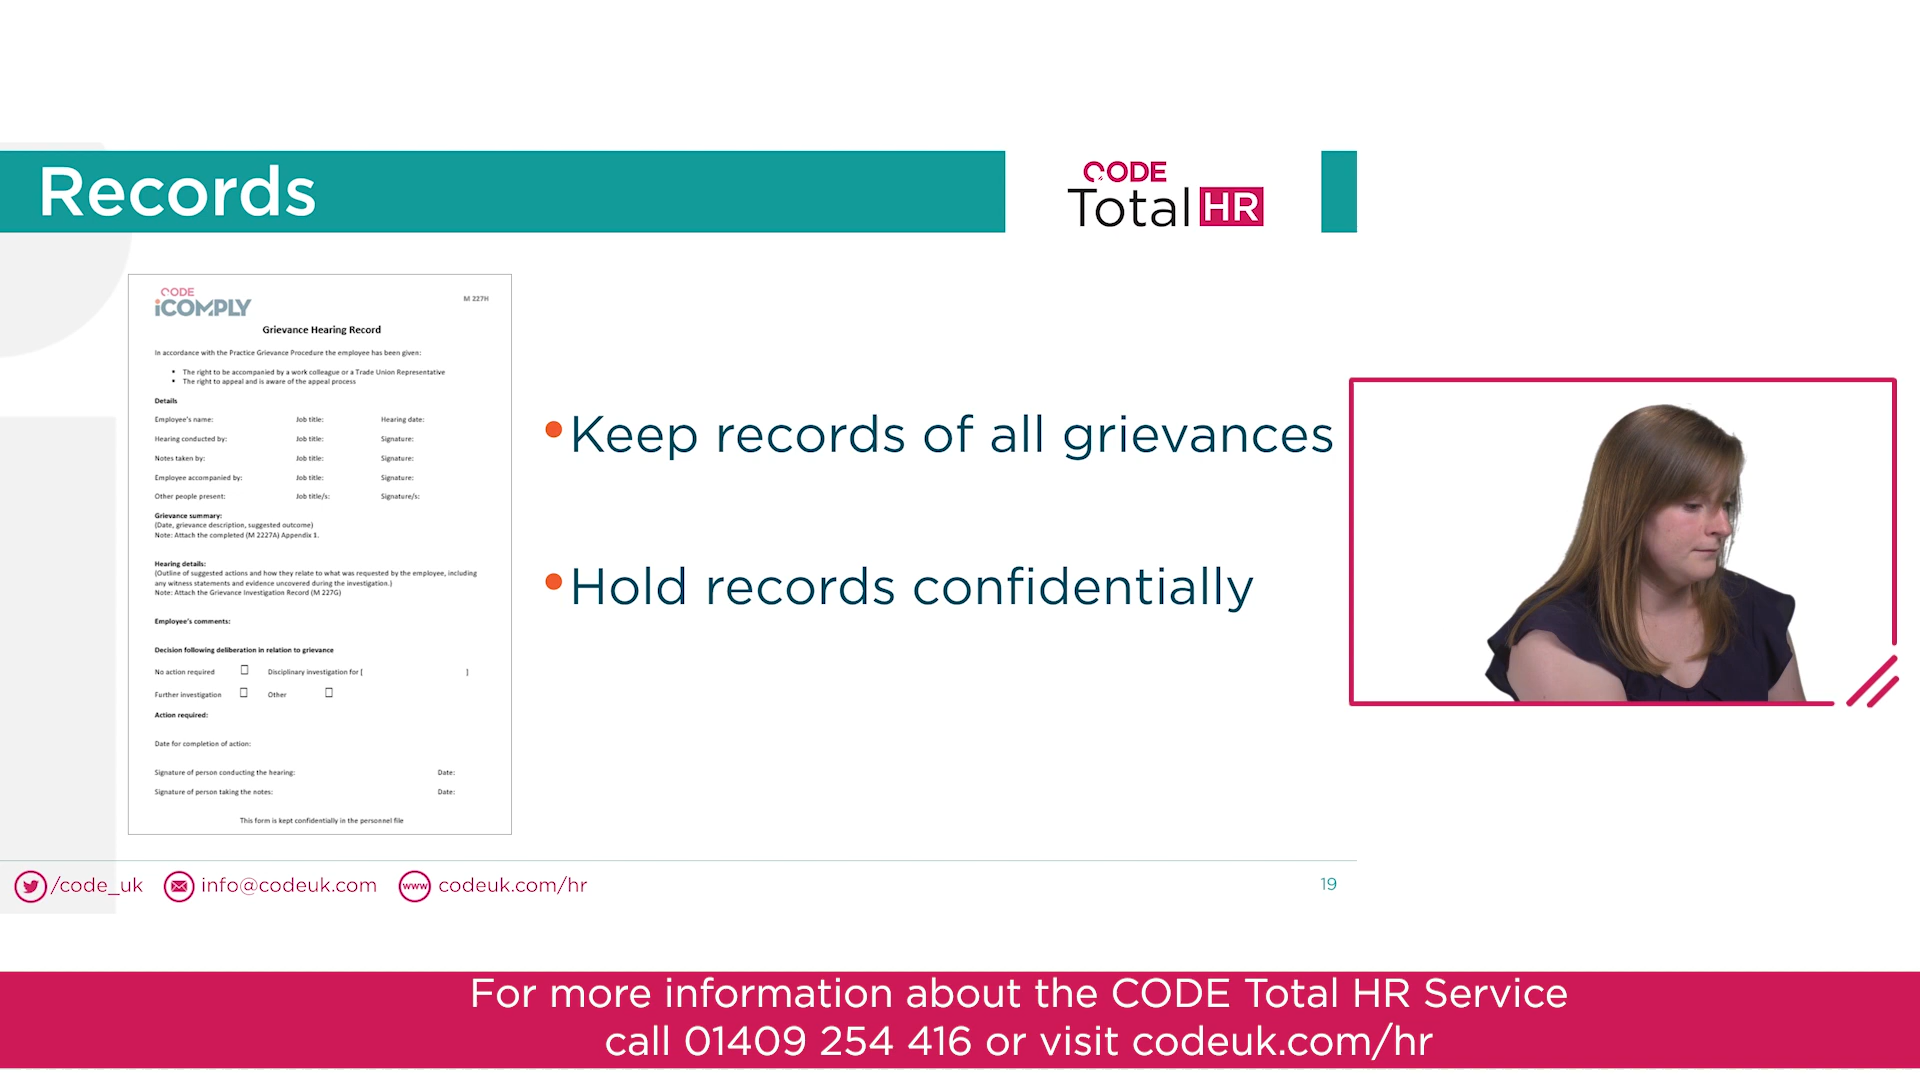 Records
CODE
Total HR
CODE
iCOMPLY
M 227H
Grievance Hearing Record
In accordance with the Practice Grievance Procedure the employee has been given:
• The right to be accompanied by a work colleague or a Trade Union Representative
• The right to appeal and is aware of the appeal process
Details
Employee's name: Job title: Hearing date:
Hearing conducted by: Job title: Signature:
Notes taken by: Job title: Signature:
Employee accompanied by: Job title: Signature:
Other people present: Job title/s: Signature/s:
Grievance summary:
(Date, grievance description, suggested outcome)
Note: Attach the completed (M 2227A) Appendix 1.
Hearing details:
(Outline of suggested actions and how they relate to what was requested by the employee, including
any witness statements and evidence uncovered during the investigation.)
Note: Attach the Grievance Investigation Record (M 227G)
Employee's comments:
Decision following deliberation in relation to grievance
No action required ☐ Disciplinary investigation for [ ]
Further investigation ☐ Other ☐
Action required:
Date for completion of action:
Signature of person conducting the hearing: Date:
Signature of person taking the notes: Date:
This form is kept confidentially in the personnel file
•Keep records of all grievances
•Hold records confidentially
/code_uk info@codeuk.com www codeuk.com/hr
19
For more information about the CODE Total HR Service
call 01409 254 416 or visit codeuk.com/hr